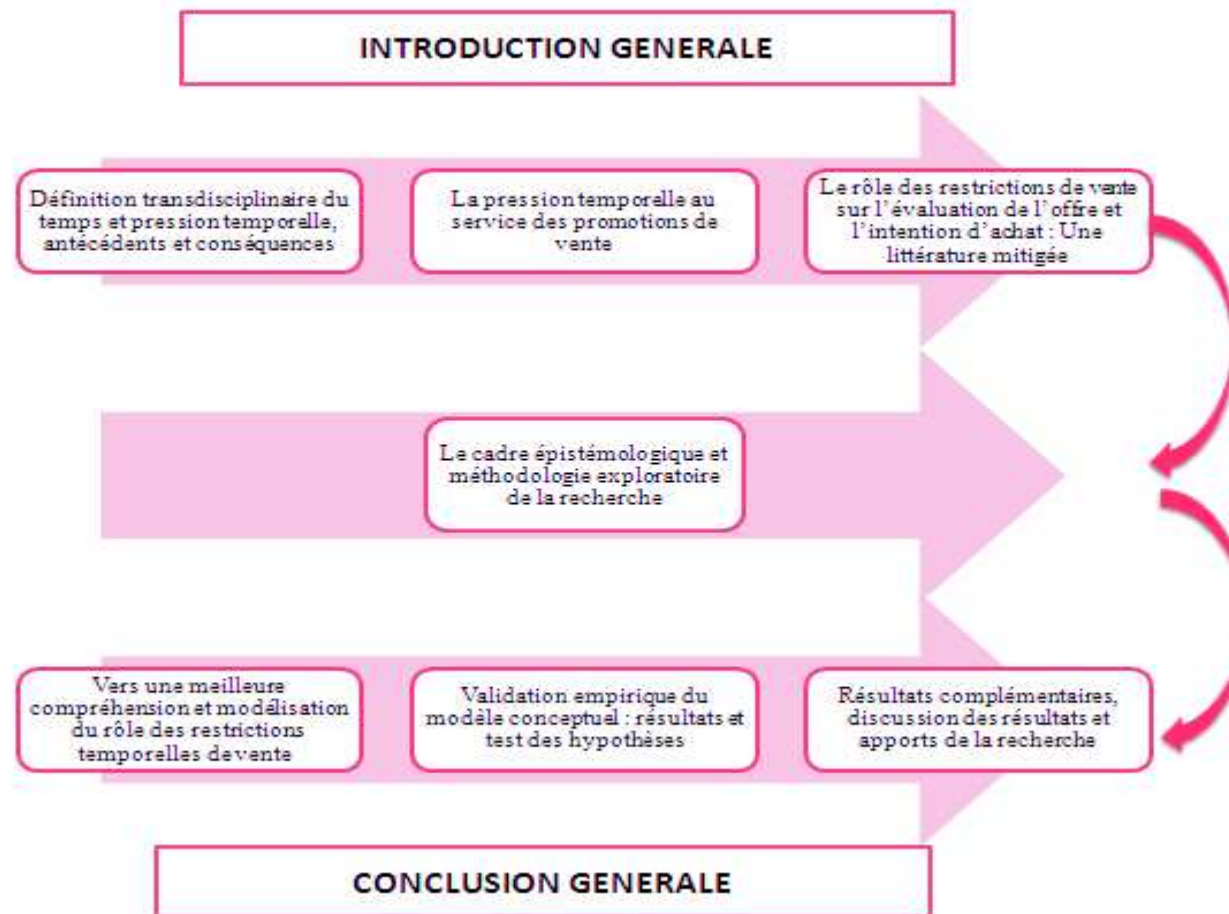 INTRODUCTION GENERALE
Définition transdisciplinaire du
temps et pression temporelle,
antécédents et conséquences
La pression temporelle au
service des promotions de
vente
Le rôle des restrictions de vente
sur l'évaluation de l'offre et
l'intention d'achat : Une
littérature mitigée
Le cadre épistémologique et
méthodologie exploratoire
de la recherche
Vers une meilleure
compréhension et modélisation
du rôle des restrictions
temporelles de vente
Validation empirique du
modèle conceptuel : résultats et
test des hypothèses
Résultats complémentaires,
discussion des résultats et
apports de la recherche
CONCLUSION GENERALE